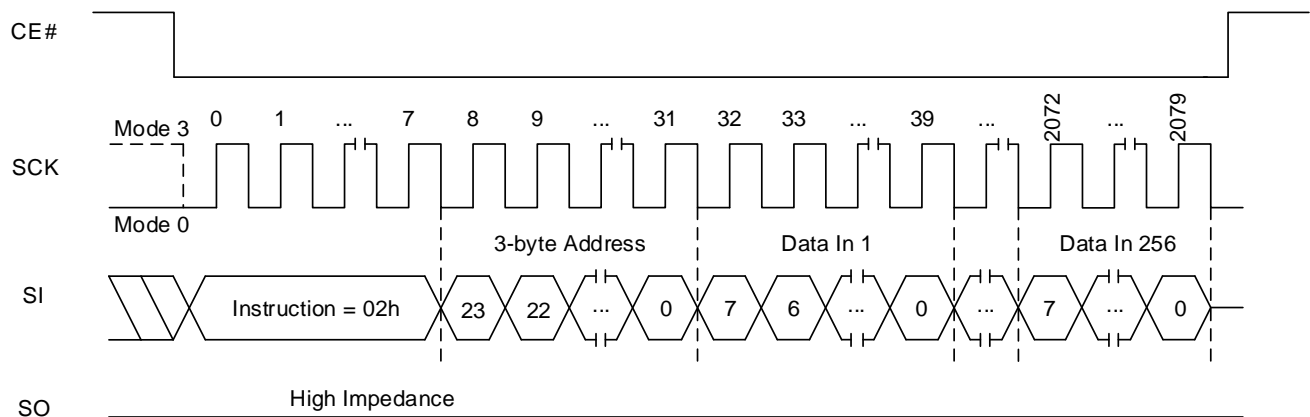 CE#
0 1 ... 7 8 9 ... 31 32 33 ... 39 ... 2072 ... 2079
Mode 3
SCK
Mode 0
3-byte Address Data In 1 Data In 256
SI Instruction = 02h 23 22 ... 0 7 6 ... 0 ... 7 ... 0
High Impedance
SO